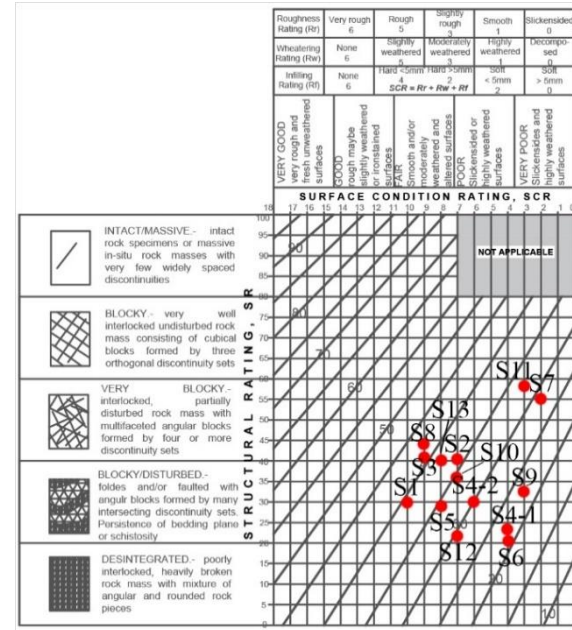 Roughness Rating (Rr) Very rough 6 Rough 5 Slightly rough 3 Smooth 1 Slickensided 0
Wheatering Rating (Rw) None 6 Slightly weathered 5 Moderately weathered 3 Highly weathered 1 Decomposed 0
Infilling Rating (Rf) None 6 Hard <5mm 4 Hard >5mm 2 Soft < 5mm 2 Soft > 5mm 0
SCR = Rr + Rw + Rf
VERY GOOD
very rough and
fresh unweathered
surfaces
GOOD
rough maybe
slightly weathered
or ironstained
surfaces
FAIR
Smooth and/or
moderately
weathered and
altered surfaces
POOR
Slickensided or
highly weathered
surfaces
VERY POOR
Slickensides and
highly weathered
surfaces
SURFACE CONDITION RATING, SCR
18 17 16 15 14 13 12 11 10 9 8 7 6 5 4 3 2 1 0
STRUCTURAL RATING, SR
100
95
90
85
80
75
70
65
60
55
50
45
40
35
30
25
20
15
10
5
0
INTACT/MASSIVE.- intact
rock specimens or massive
in-situ rock masses with
very few widely spaced
discontinuities
BLOCKY.- very well
interlocked undisturbed rock
mass consisting of cubical
blocks formed by three
orthogonal discontinuity sets
VERY BLOCKY.-
interlocked, partially
disturbed rock mass with
multifaceted angular blocks
formed by four or more
discontinuity sets
BLOCKY/DISTURBED.-
foldes and/or faulted with
angulr blocks formed by many
intersecting discontinuity sets.
Persistence of bedding plane
or schistosity
DESINTEGRATED.- poorly
interlocked, heavily broken
rock mass with mixture of
angular and rounded rock
pieces
NOT APPLICABLE
90
80
70
60
50
20
10
S11
S7
S13
S8
S2
S10
S3
S4-2
S9
S1
S5
S4-1
S12
S6